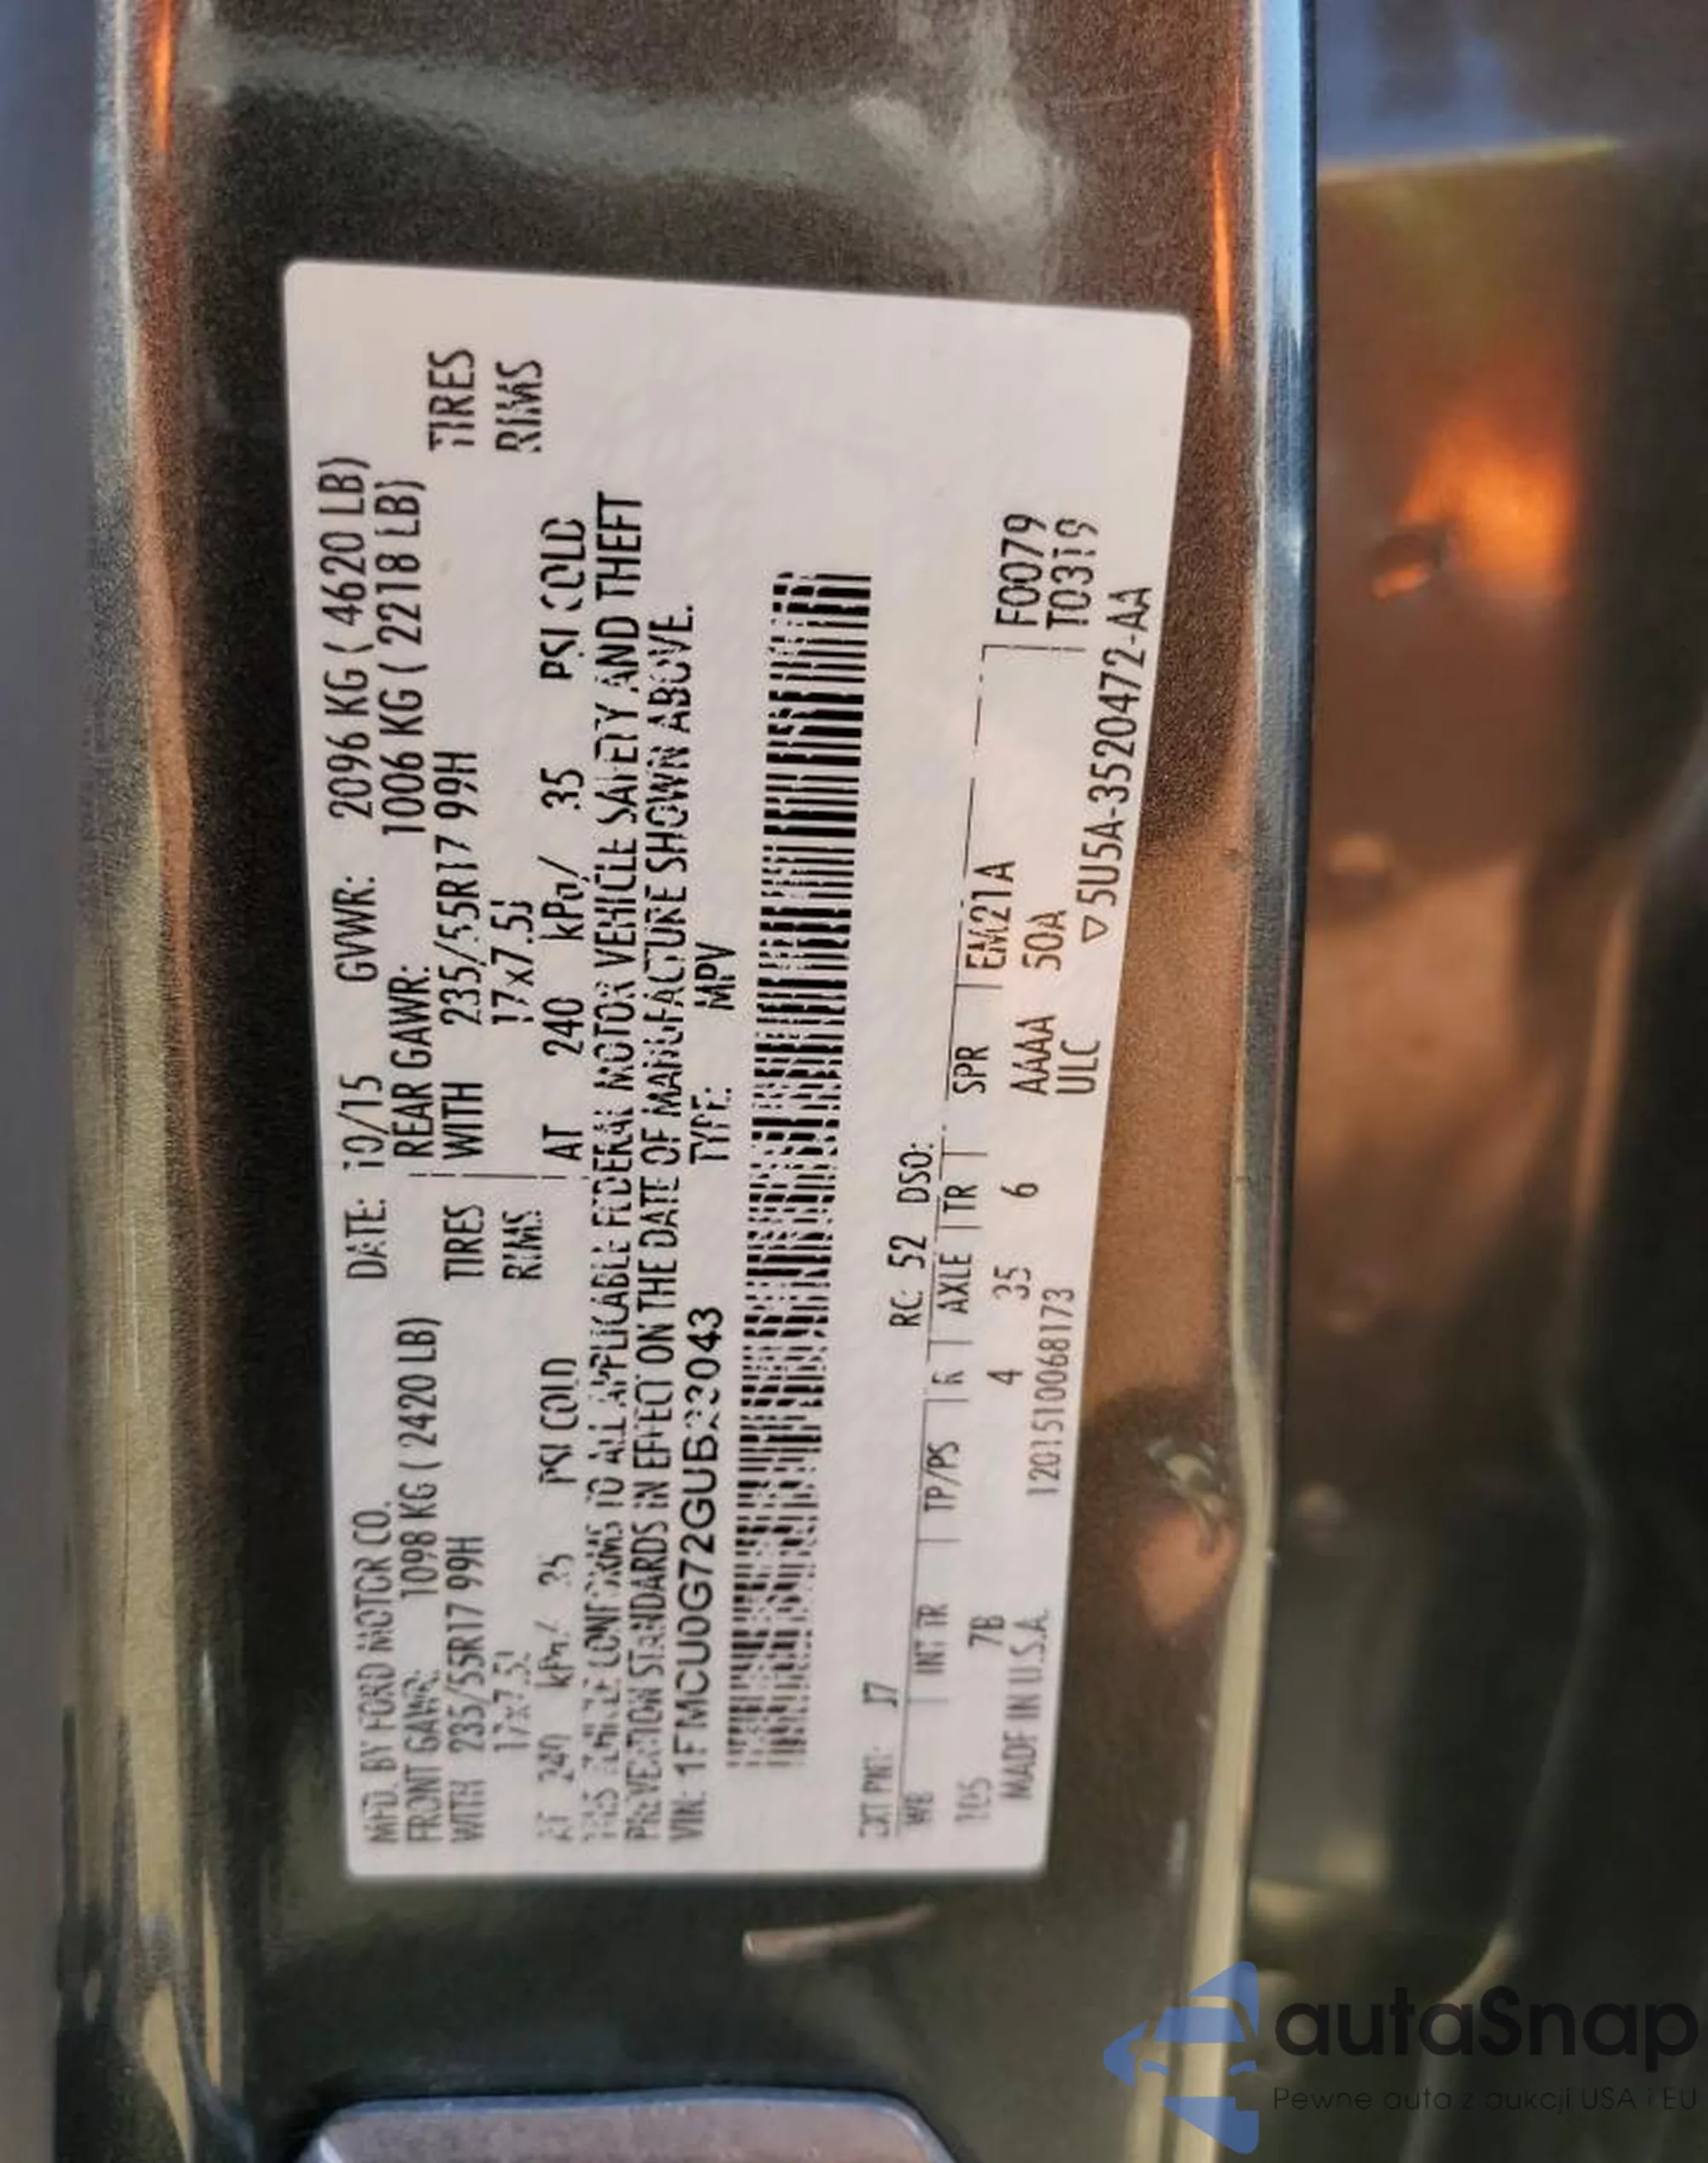 MFD. BY FORD MOTOR CO. DATE: 10/15 GVWR: 2096 KG ( 4620 LB)
FRONT GAWR: 1098 KG ( 2420 LB) REAR GAWR: 1006 KG ( 2218 LB)
WITH 235/55R17 99H TIRES WITH 235/55R17 99H TIRES
17x7.5J RIMS 17x7.5J RIMS
AT 240 kPa/ 35 PSI COLD AT 240 kPa/ 35 PSI COLD
THIS VEHICLE CONFORMS TO ALL APPLICABLE FEDERAL MOTOR VEHICLE SAFETY AND THEFT
PREVENTION STANDARDS IN EFFECT ON THE DATE OF MANUFACTURE SHOWN ABOVE.
VIN: 1FMCU0G72GUB23043 TYPE: MPV
EXT PNT: J7 RC: 52 DSO:
WB INT TR TP/PS R AXLE TR SPR EM21A F0079
105 7B 4 35 6 AAAA 50A T0319
MADE IN U.S.A. 1201510068173 ULC ▽5U5A-3520472-AA
autaSnap
Pewne auta z aukcji USA i EU